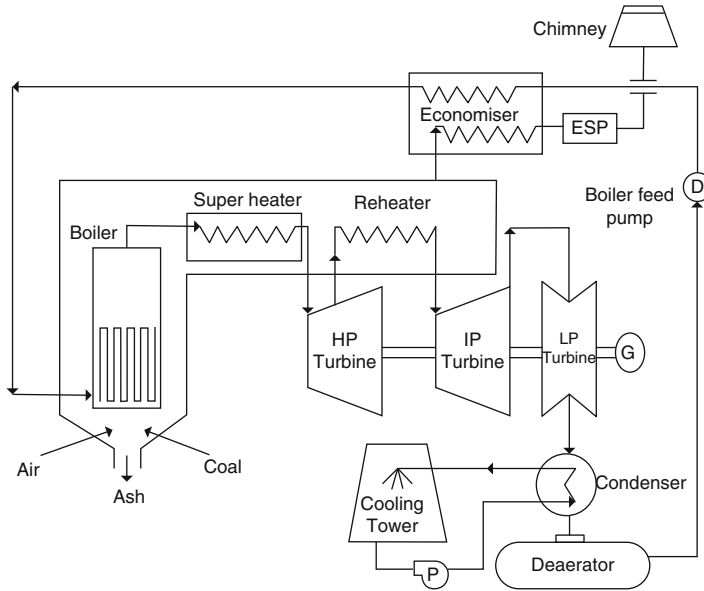 Chimney
Economiser
ESP
D
Boiler feed
pump
Super heater
Reheater
Boiler
HP
Turbine
IP
Turbine
LP
Turbine
G
Air
Coal
Ash
Cooling
Tower
Condenser
P
Deaerator